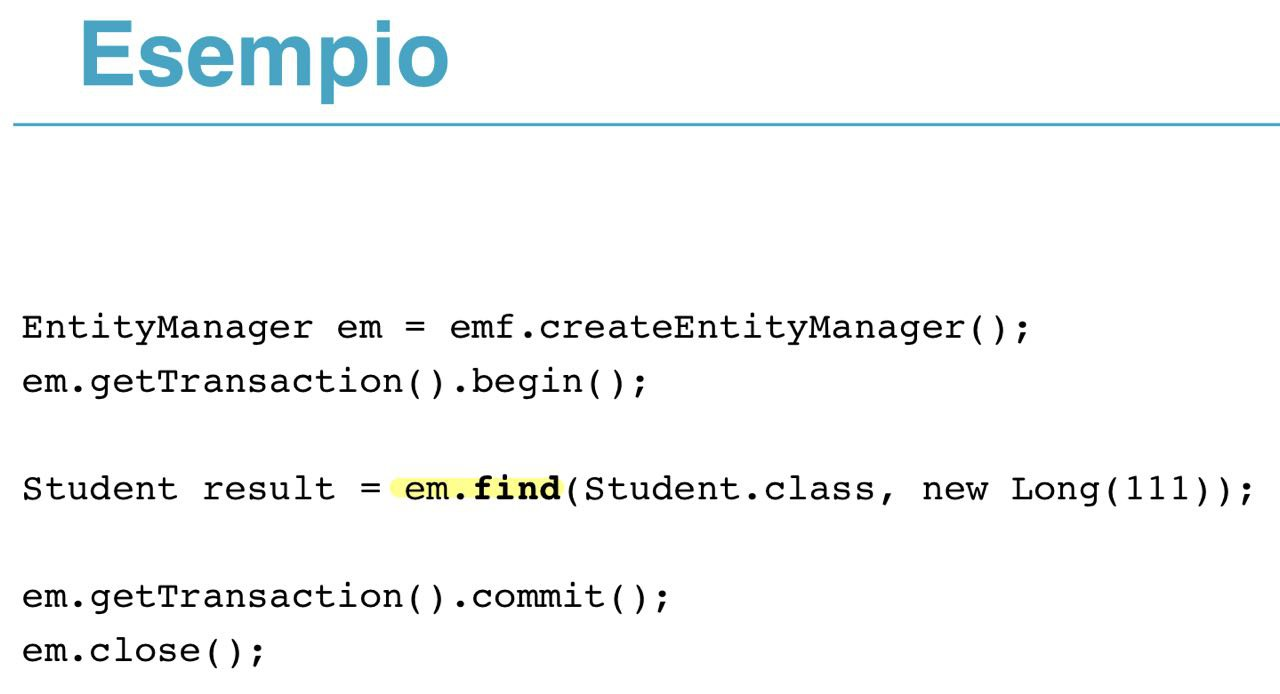 Esempio
EntityManager em = emf.createEntityManager();
em.getTransaction().begin();
Student result = em.find(Student.class, new Long(111));
em.getTransaction().commit();
em.close();